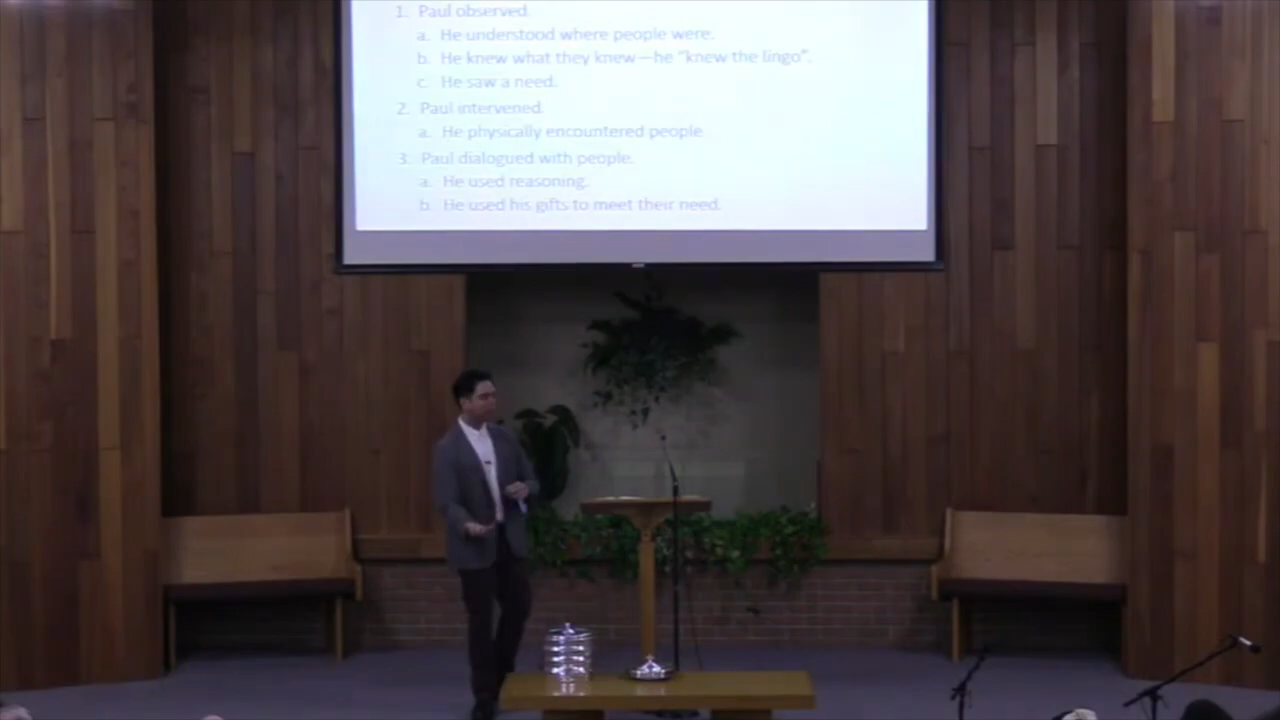 1. Paul observed.
a. He understood where people were.
b. He knew what they knew—he “knew the lingo”.
c. He saw a need.
2. Paul intervened.
a. He physically encountered people.
3. Paul dialogued with people.
a. He used reasoning.
b. He used his gifts to meet their need.